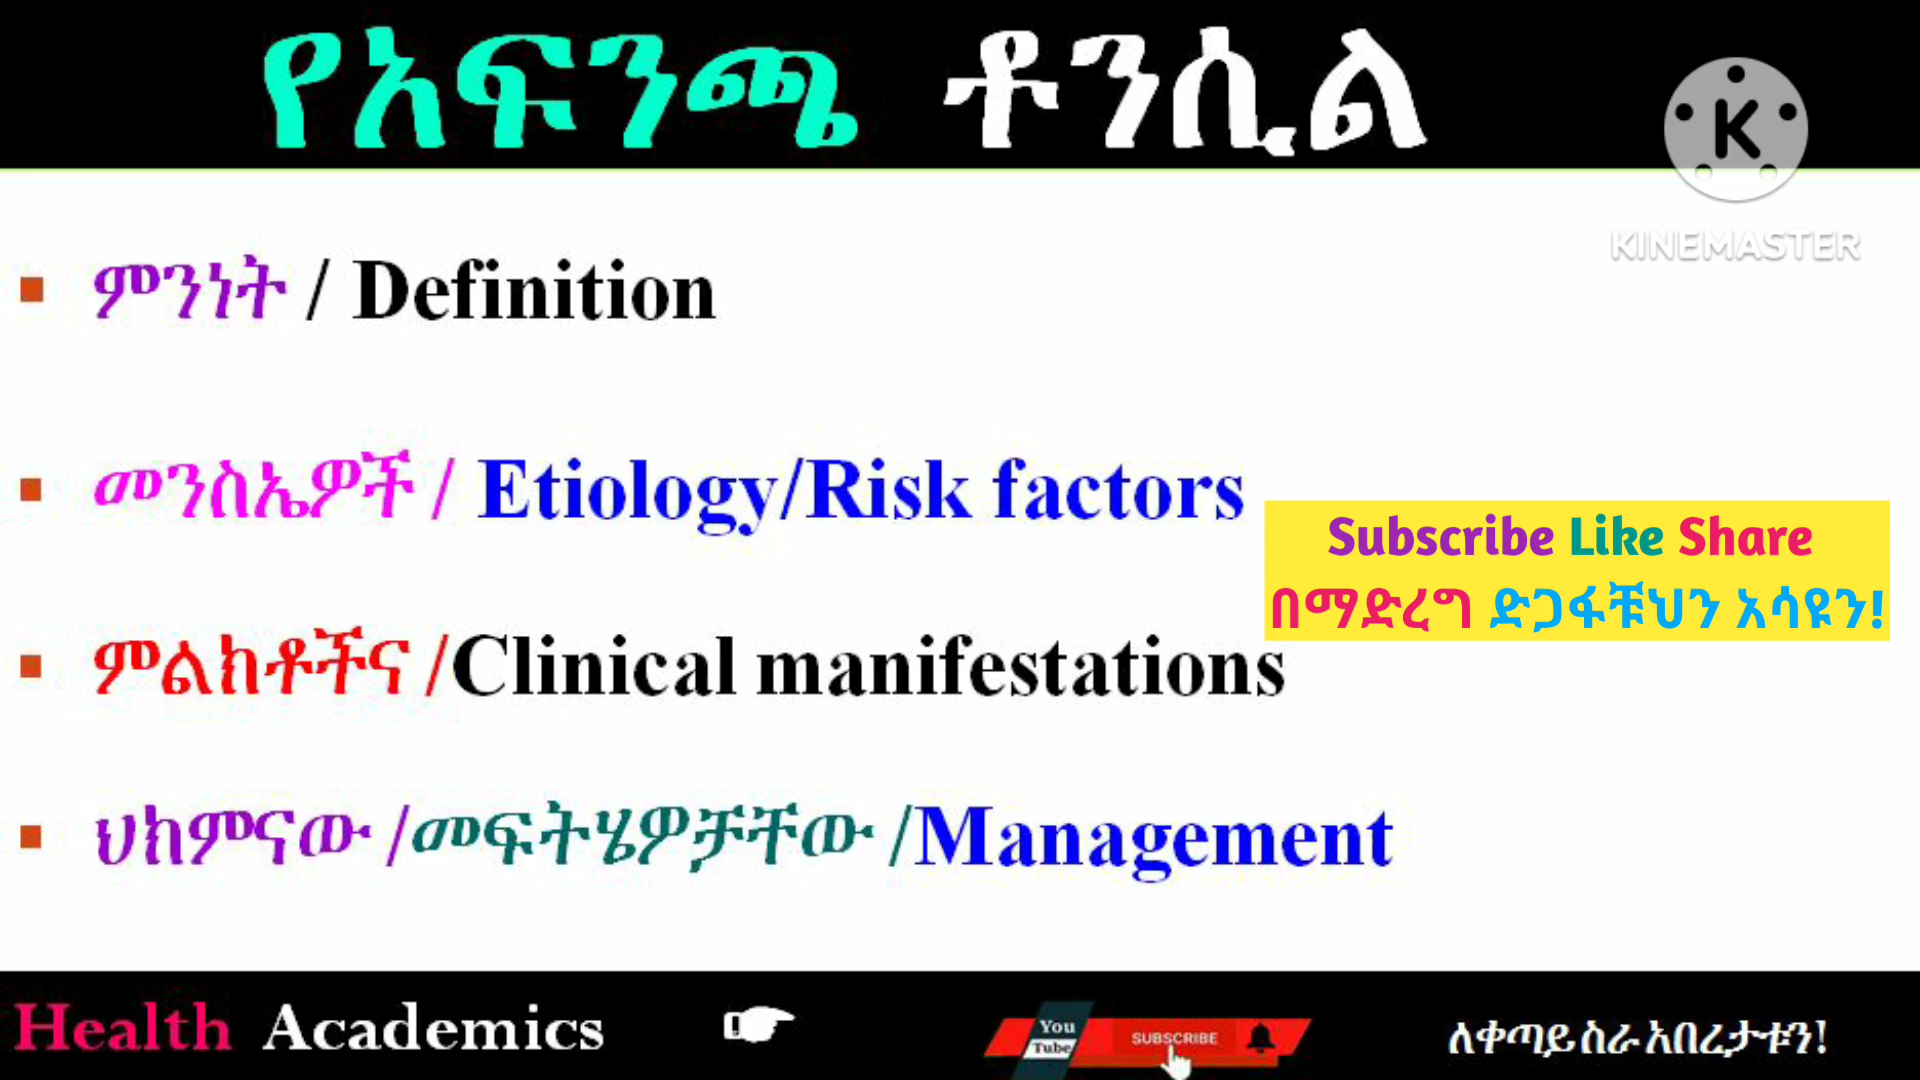 የአፍንጫ ቶንሲል
KINEMASTER
ምንነት / Definition
መንስኤዎች / Etiology/Risk factors
Subscribe Like Share
በማድረግ ድጋፋቹህን አሳዩን!
ምልክቶችና /Clinical manifestations
ህክምናው /መፍትሄዎቻቸው /Management
Health Academics
You
Tube
SUBSCRIBE
ለቀጣይ ስራ አበረታቱን!